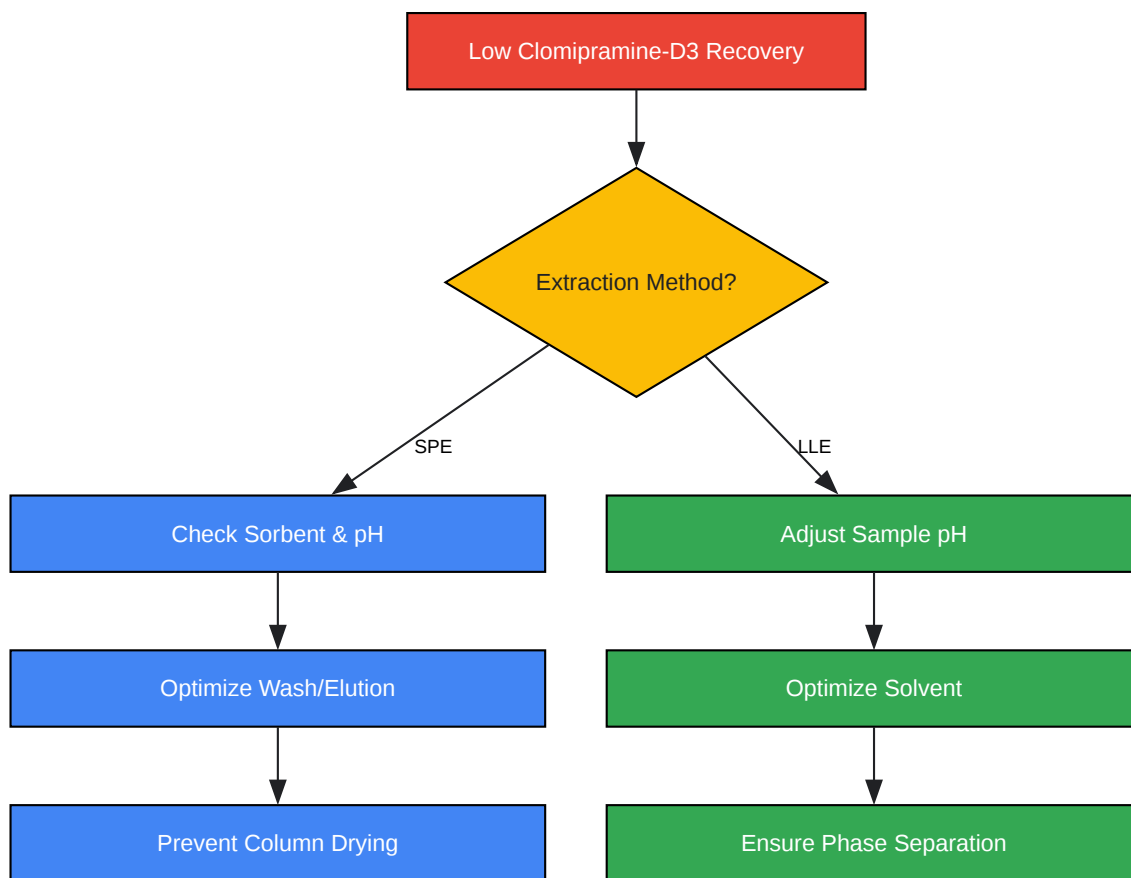 Low Clomipramine-D3 Recovery
Extraction Method?
SPE
LLE
Check Sorbent & pH
Adjust Sample pH
Optimize Wash/Elution
Optimize Solvent
Prevent Column Drying
Ensure Phase Separation